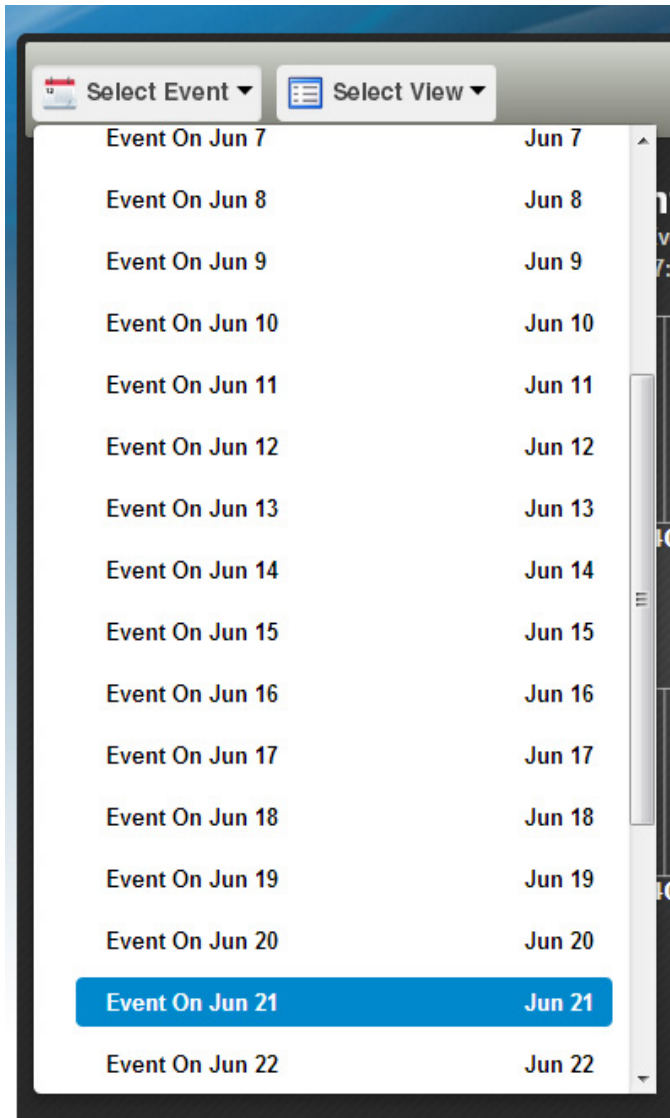 Select Event Select View
Event On Jun 7 Jun 7
Event On Jun 8 Jun 8
Event On Jun 9 Jun 9
Event On Jun 10 Jun 10
Event On Jun 11 Jun 11
Event On Jun 12 Jun 12
Event On Jun 13 Jun 13
Event On Jun 14 Jun 14
Event On Jun 15 Jun 15
Event On Jun 16 Jun 16
Event On Jun 17 Jun 17
Event On Jun 18 Jun 18
Event On Jun 19 Jun 19
Event On Jun 20 Jun 20
Event On Jun 21 Jun 21
Event On Jun 22 Jun 22